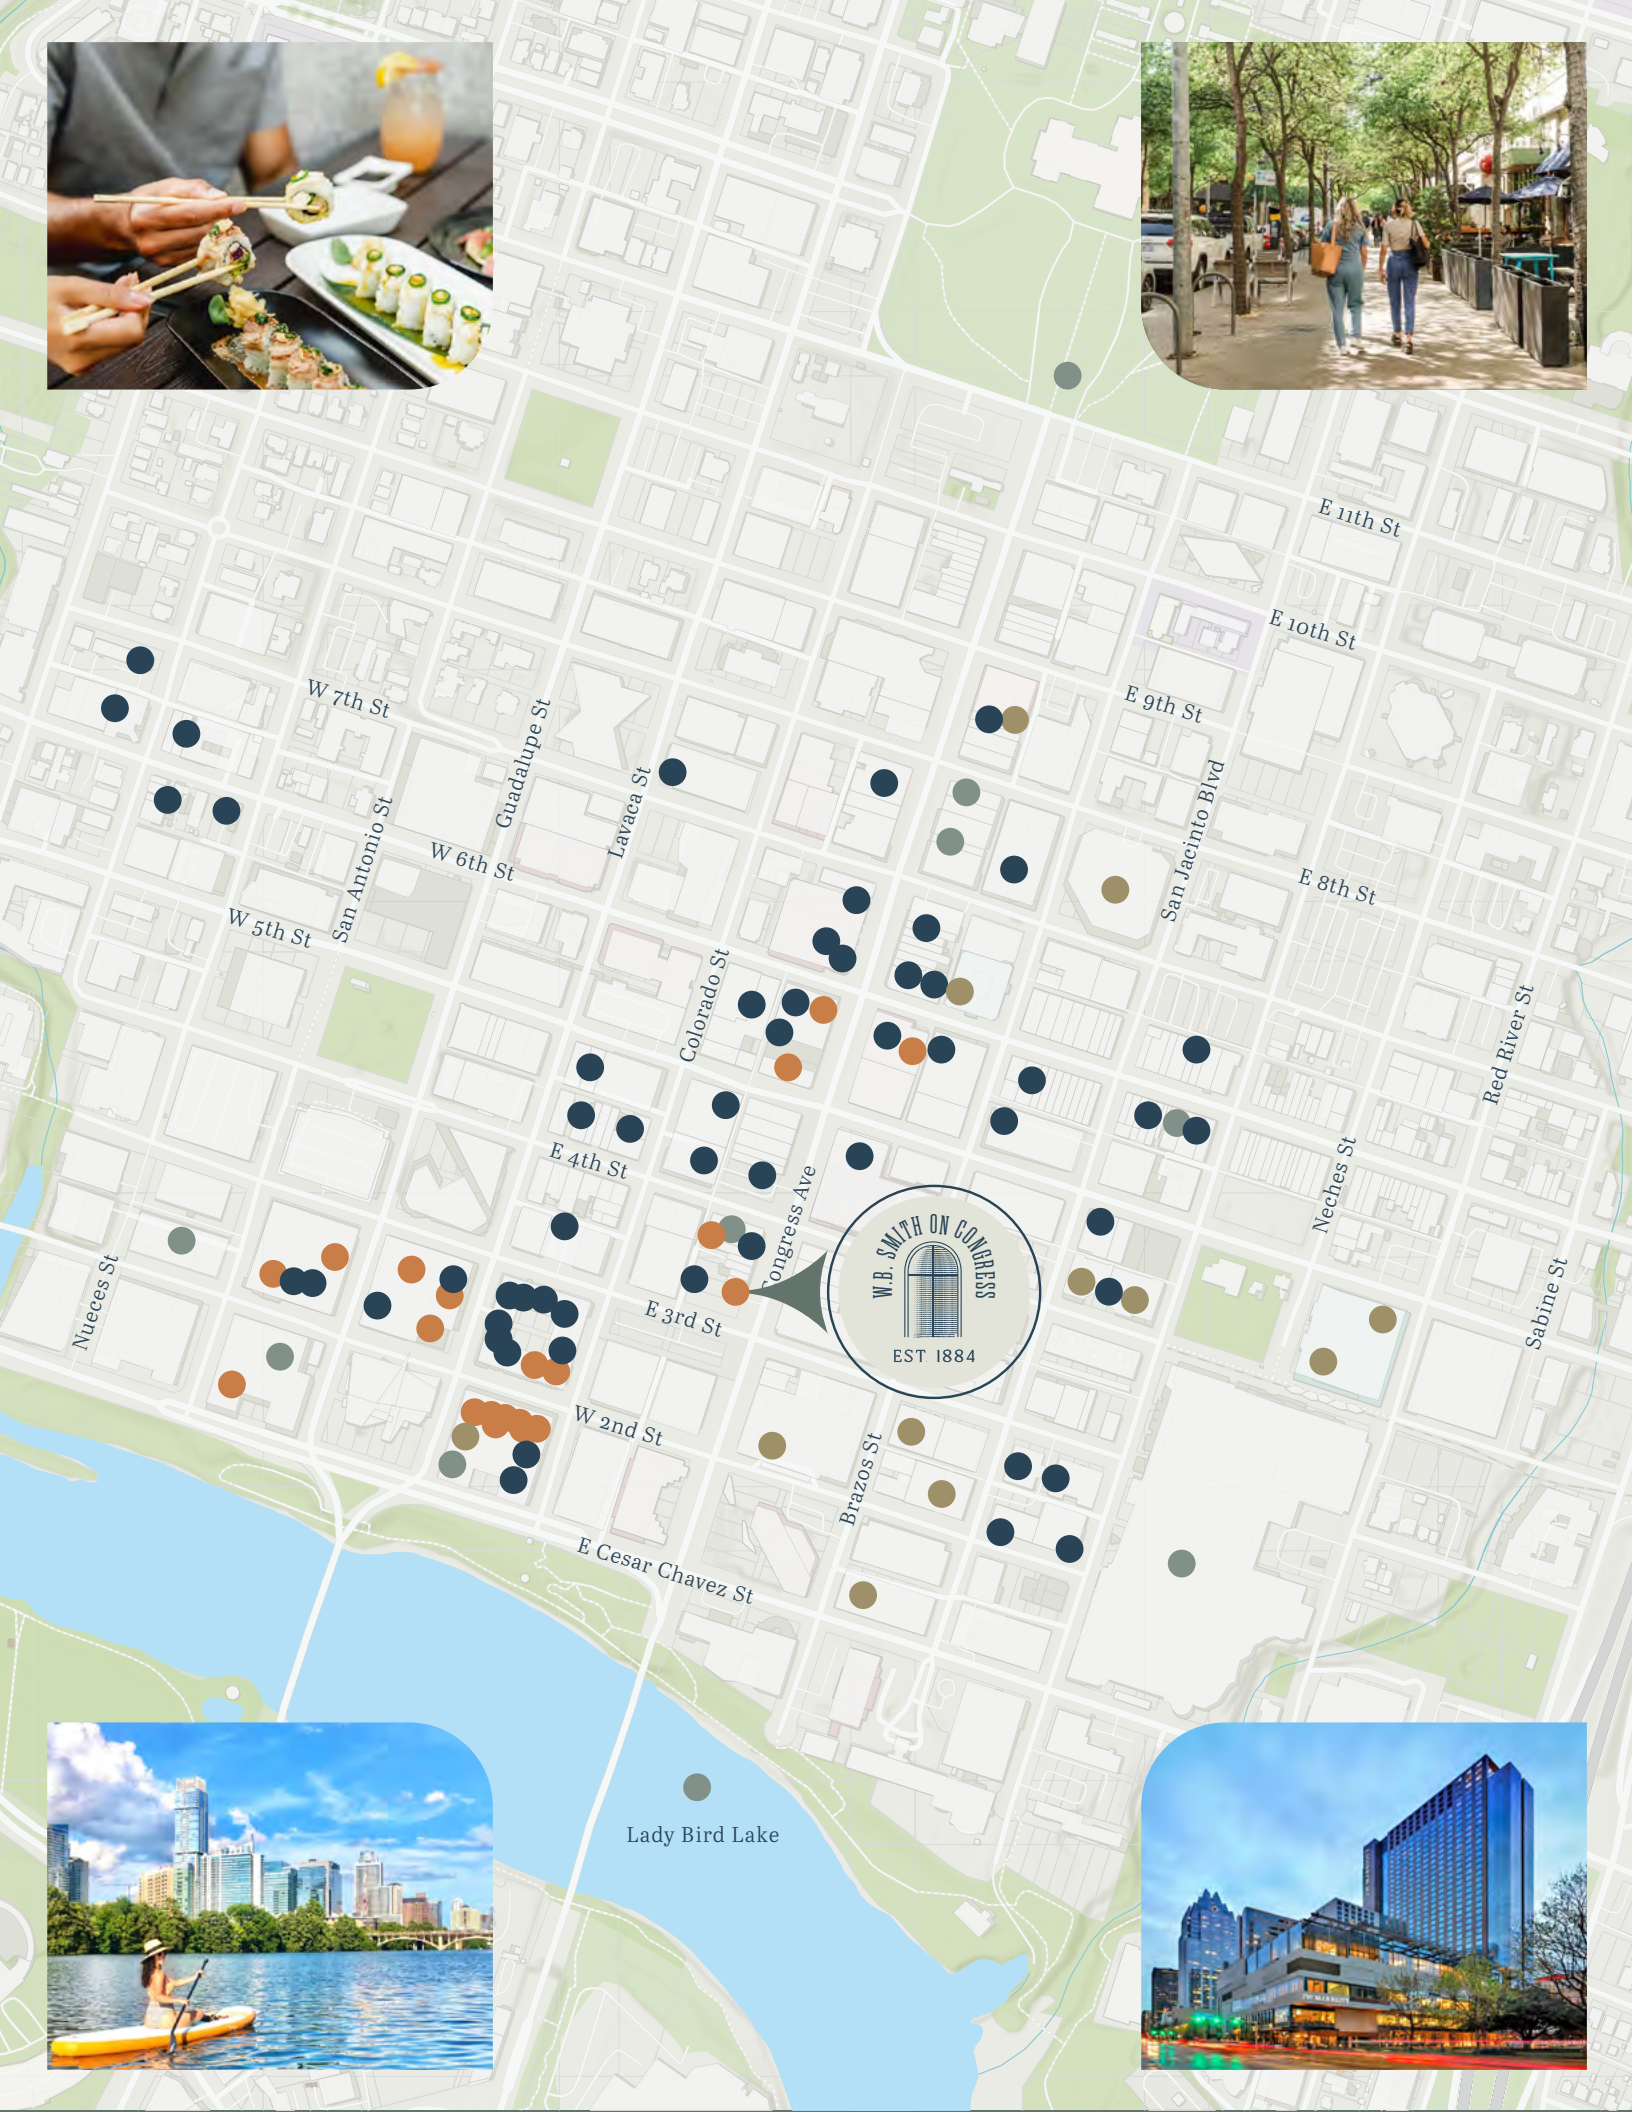 E 11th St
E 10th St
W 7th St
E 9th St
Guadalupe St
Lavaca St
San Jacinto Blvd
San Antonio St
W 6th St
E 8th St
W 5th St
Colorado St
Red River St
E 4th St
Neches St
Congress Ave
W.B. SMITH ON CONGRESS
EST. 1884
Nueces St
E 3rd St
Sabine St
W 2nd St
Brazos St
E Cesar Chavez St
Lady Bird Lake
JW MARRIOTT